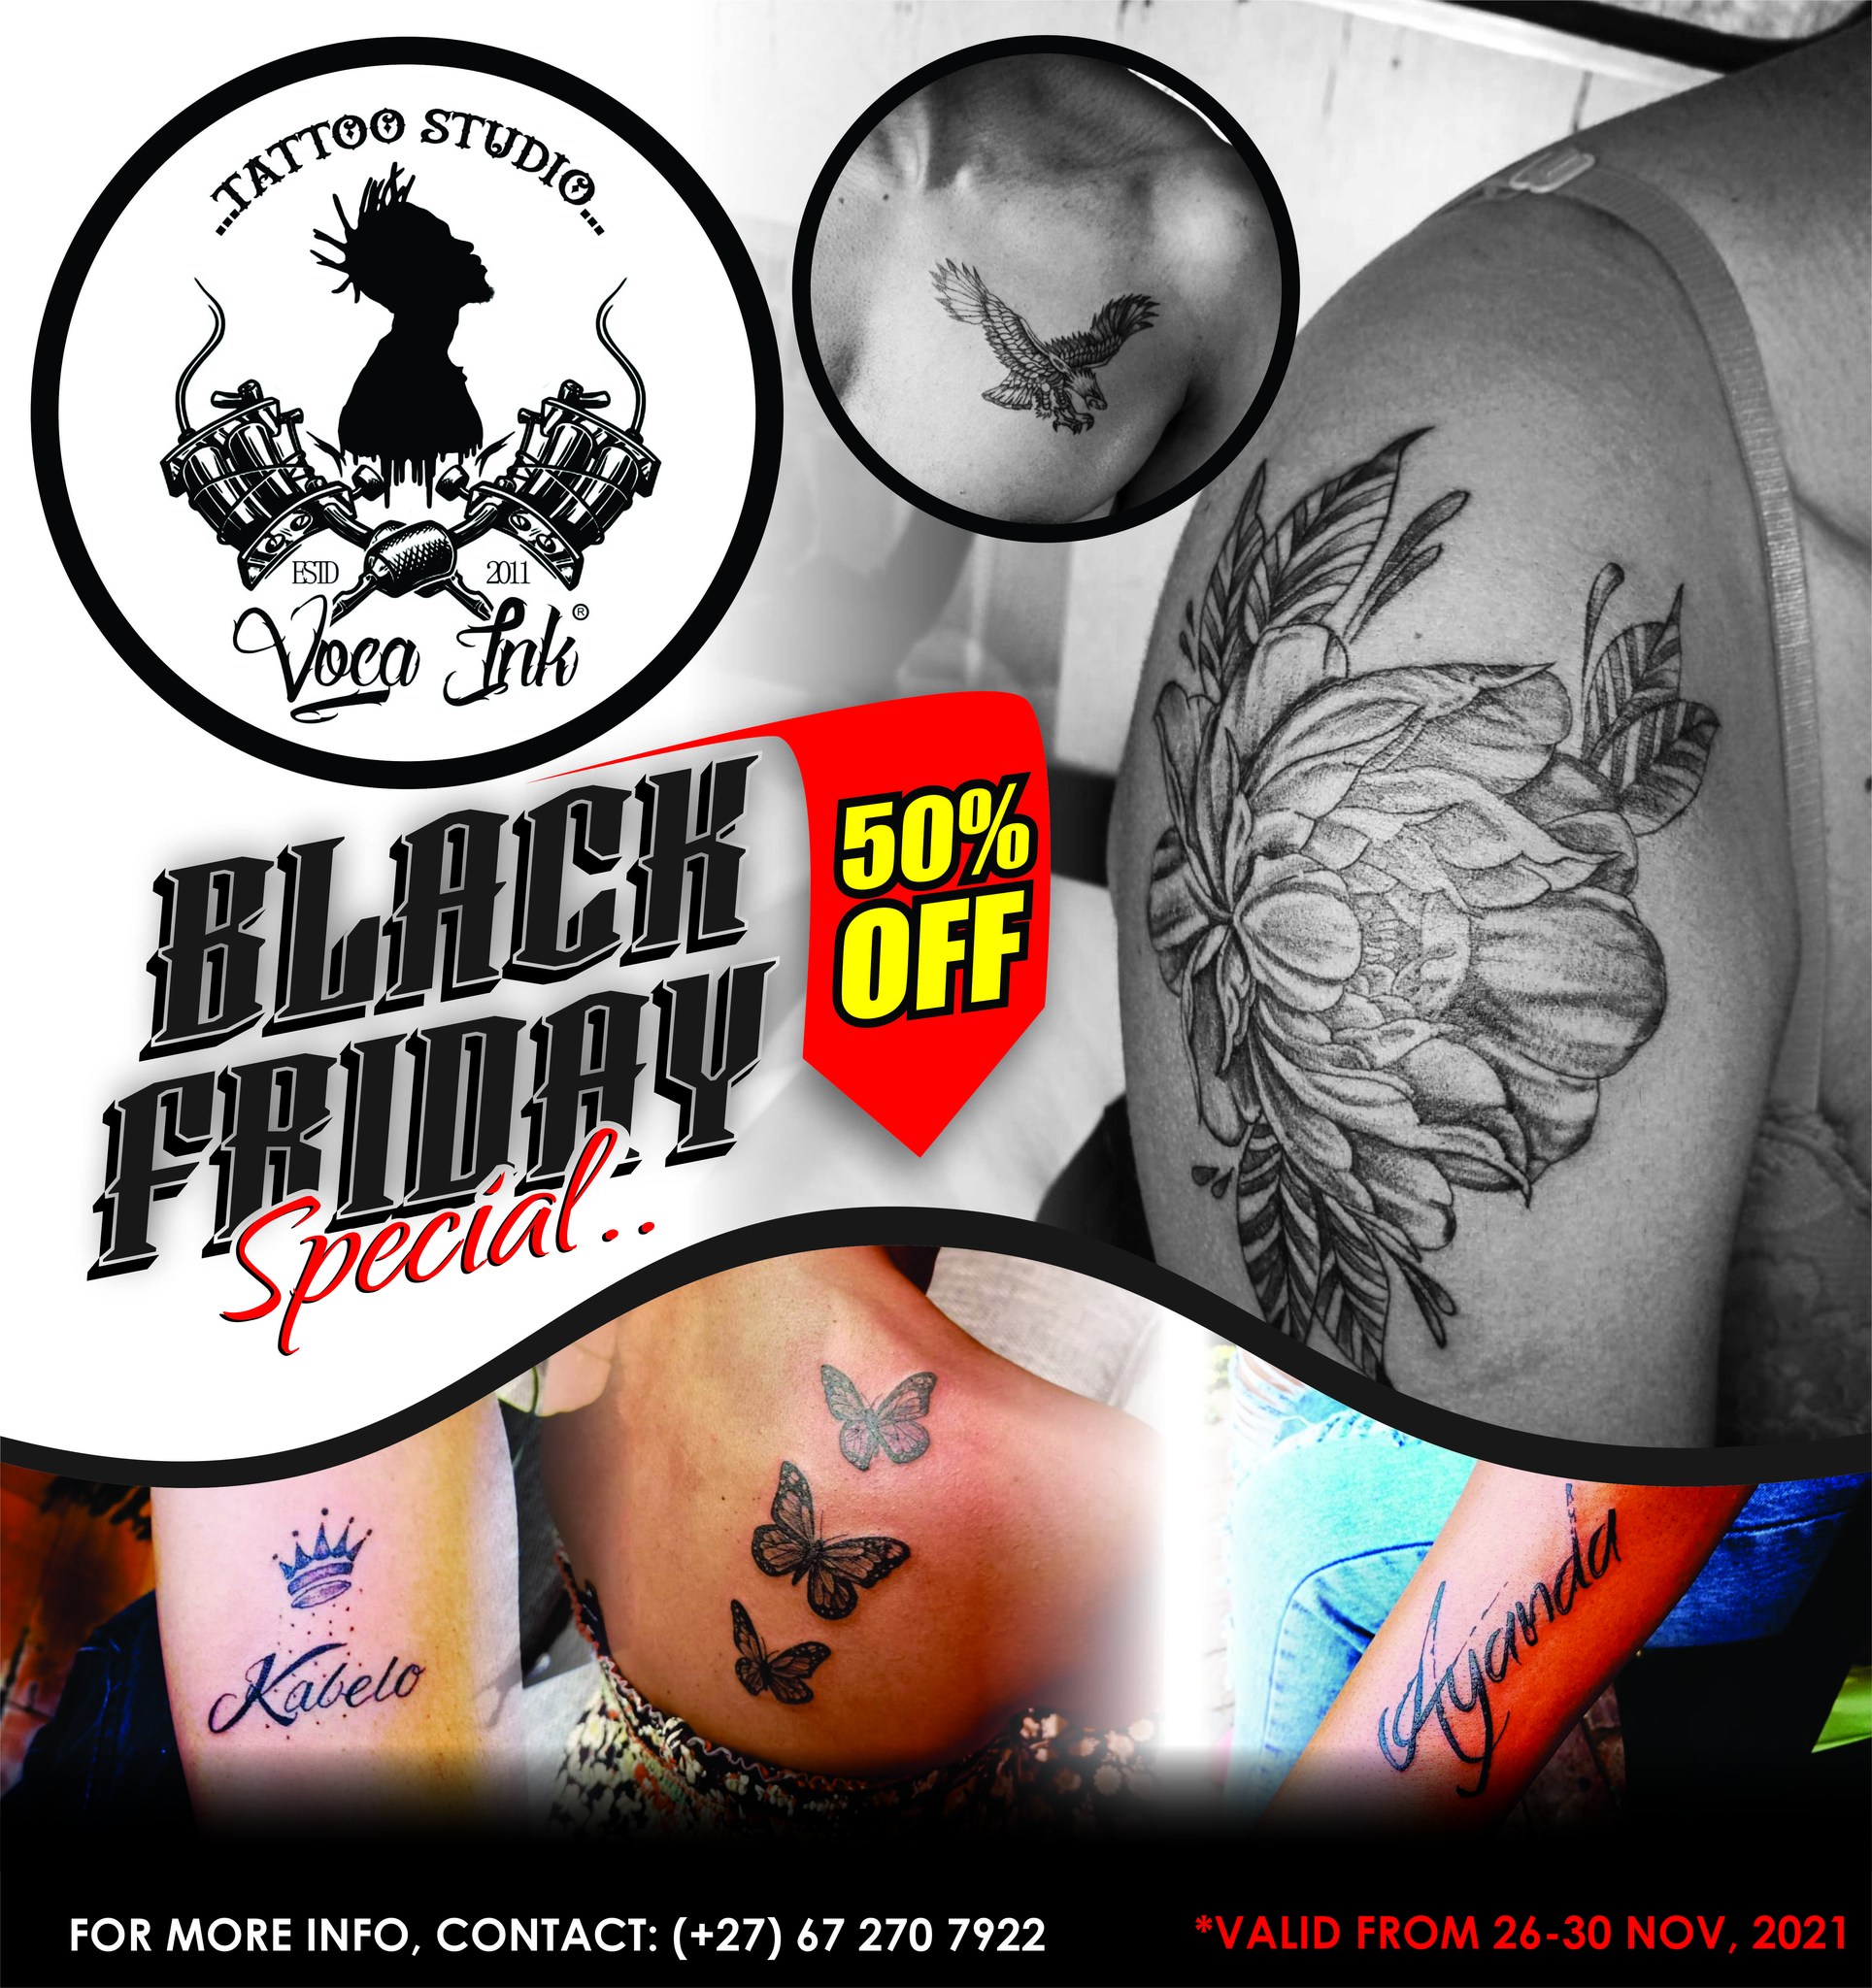 ..TATTOO STUDIO..
ESTD 2011
Voca Ink®
BLACK
FRIDAY
Special..
50%
OFF
Kabelo
Ayanda
FOR MORE INFO, CONTACT: (+27) 67 270 7922
*VALID FROM 26-30 NOV, 2021